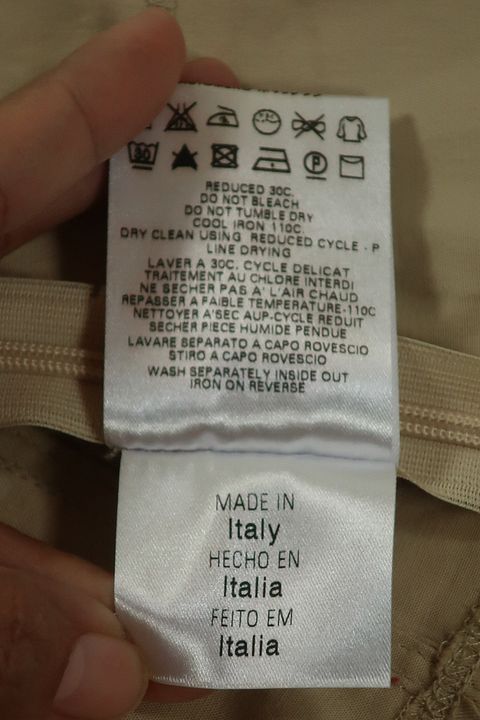 30
P
REDUCED 30C.
DO NOT BLEACH
DO NOT TUMBLE DRY
COOL IRON 110C.
DRY CLEAN USING REDUCED CYCLE - P
LINE DRYING
LAVER A 30C. CYCLE DELICAT
TRAITEMENT AU CHLORE INTERDI
NE SECHER PAS A' L'AIR CHAUD
REPASSER A FAIBLE TEMPERATURE-110C
NETTOYER A'SEC AUP-CYCLE REDUIT
SECHER PIECE HUMIDE PENDUE
LAVARE SEPARATO A CAPO ROVESCIO
STIRO A CAPO ROVESCIO
WASH SEPARATELY INSIDE OUT
IRON ON REVERSE
MADE IN
Italy
HECHO EN
Italia
FEITO EM
Italia